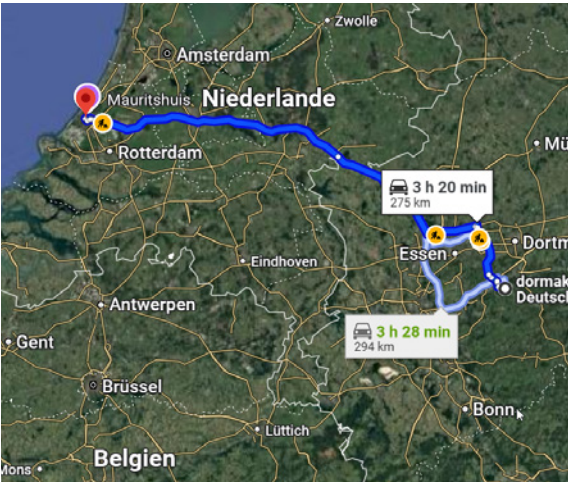 Zwolle
Amsterdam
Mauritshuis
Niederlande
Rotterdam
Mü
3 h 20 min
275 km
Essen
Dortm
Eindhoven
dormak
Deutsch
Antwerpen
3 h 28 min
294 km
Gent
Brüssel
Bonn
Lüttich
Belgien
Mons